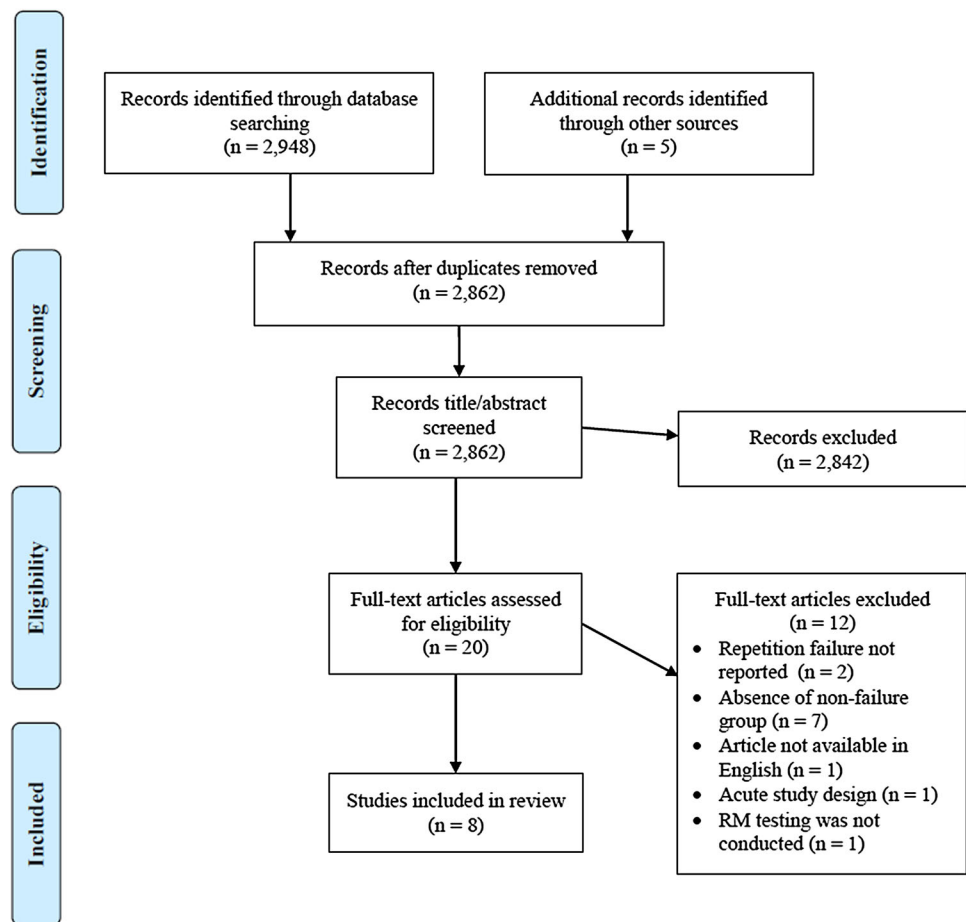 Identification
Records identified through database
searching
(n = 2,948)
Additional records identified
through other sources
(n = 5)
Screening
Records after duplicates removed
(n = 2,862)
Records title/abstract
screened
(n = 2,862)
Records excluded
(n = 2,842)
Eligibility
Full-text articles assessed
for eligibility
(n = 20)
Full-text articles excluded
(n = 12)
• Repetition failure not
reported (n = 2)
• Absence of non-failure
group (n = 7)
• Article not available in
English (n = 1)
• Acute study design (n = 1)
• RM testing was not
conducted (n = 1)
Included
Studies included in review
(n = 8)